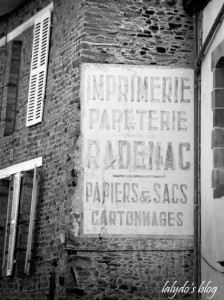 IMPRIMERIE
PAPETERIE
RADENAC
PAPIERS & SACS
CARTONNAGES
lalydo's blog